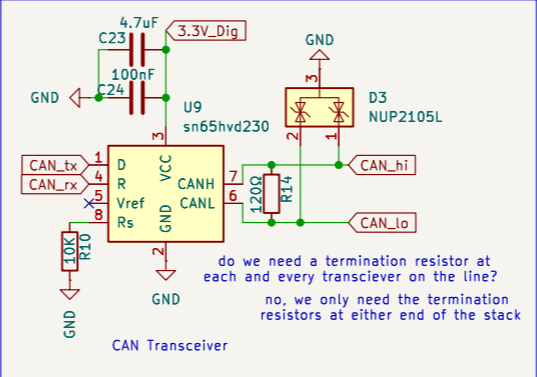 4.7uF
3.3V_Dig
C23
100nF
C24
GND
GND
U9
sn65hvd230
D3
NUP2105L
3
2
1
3
VCC
CAN_tx
1
D
CAN_rx
4
R
5
Vref
8
Rs
GND
2
CANH
7
CANL
6
120Ω
R14
CAN_hi
CAN_lo
10K
R10
GND
GND
do we need a termination resistor at
each and every transciever on the line?
no, we only need the termination
resistors at either end of the stack
CAN Transceiver